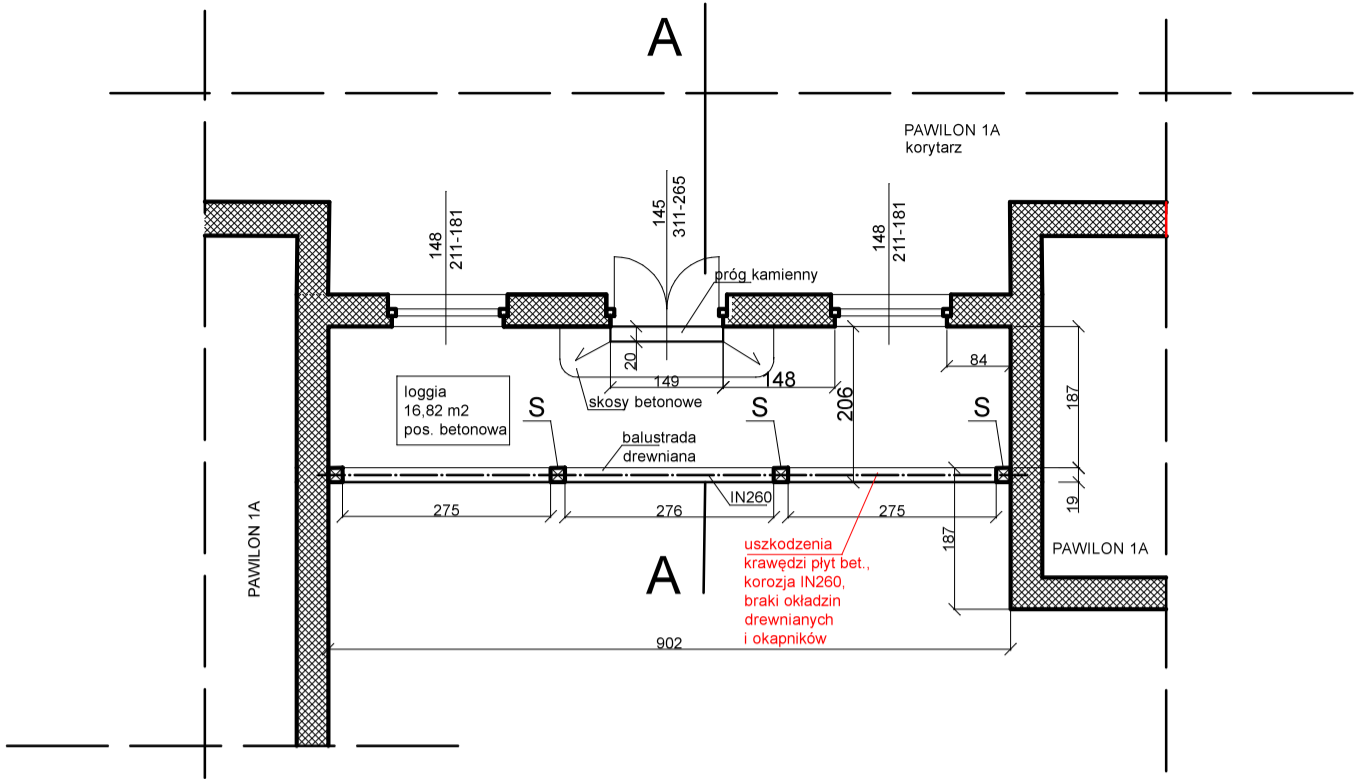 A
PAWILON 1A
korytarz
148
211-181
145
311-265
148
211-181
próg kamienny
20
149
148
84
206
187
skosy betonowe
loggia
16,82 m2
pos. betonowa
S
S
S
balustrada
drewniana
IN260
275
276
275
19
187
PAWILON 1A
PAWILON 1A
A
uszkodzenia
krawędzi płyt bet.,
korozja IN260,
braki okładzin
drewnianych
i okapników
902